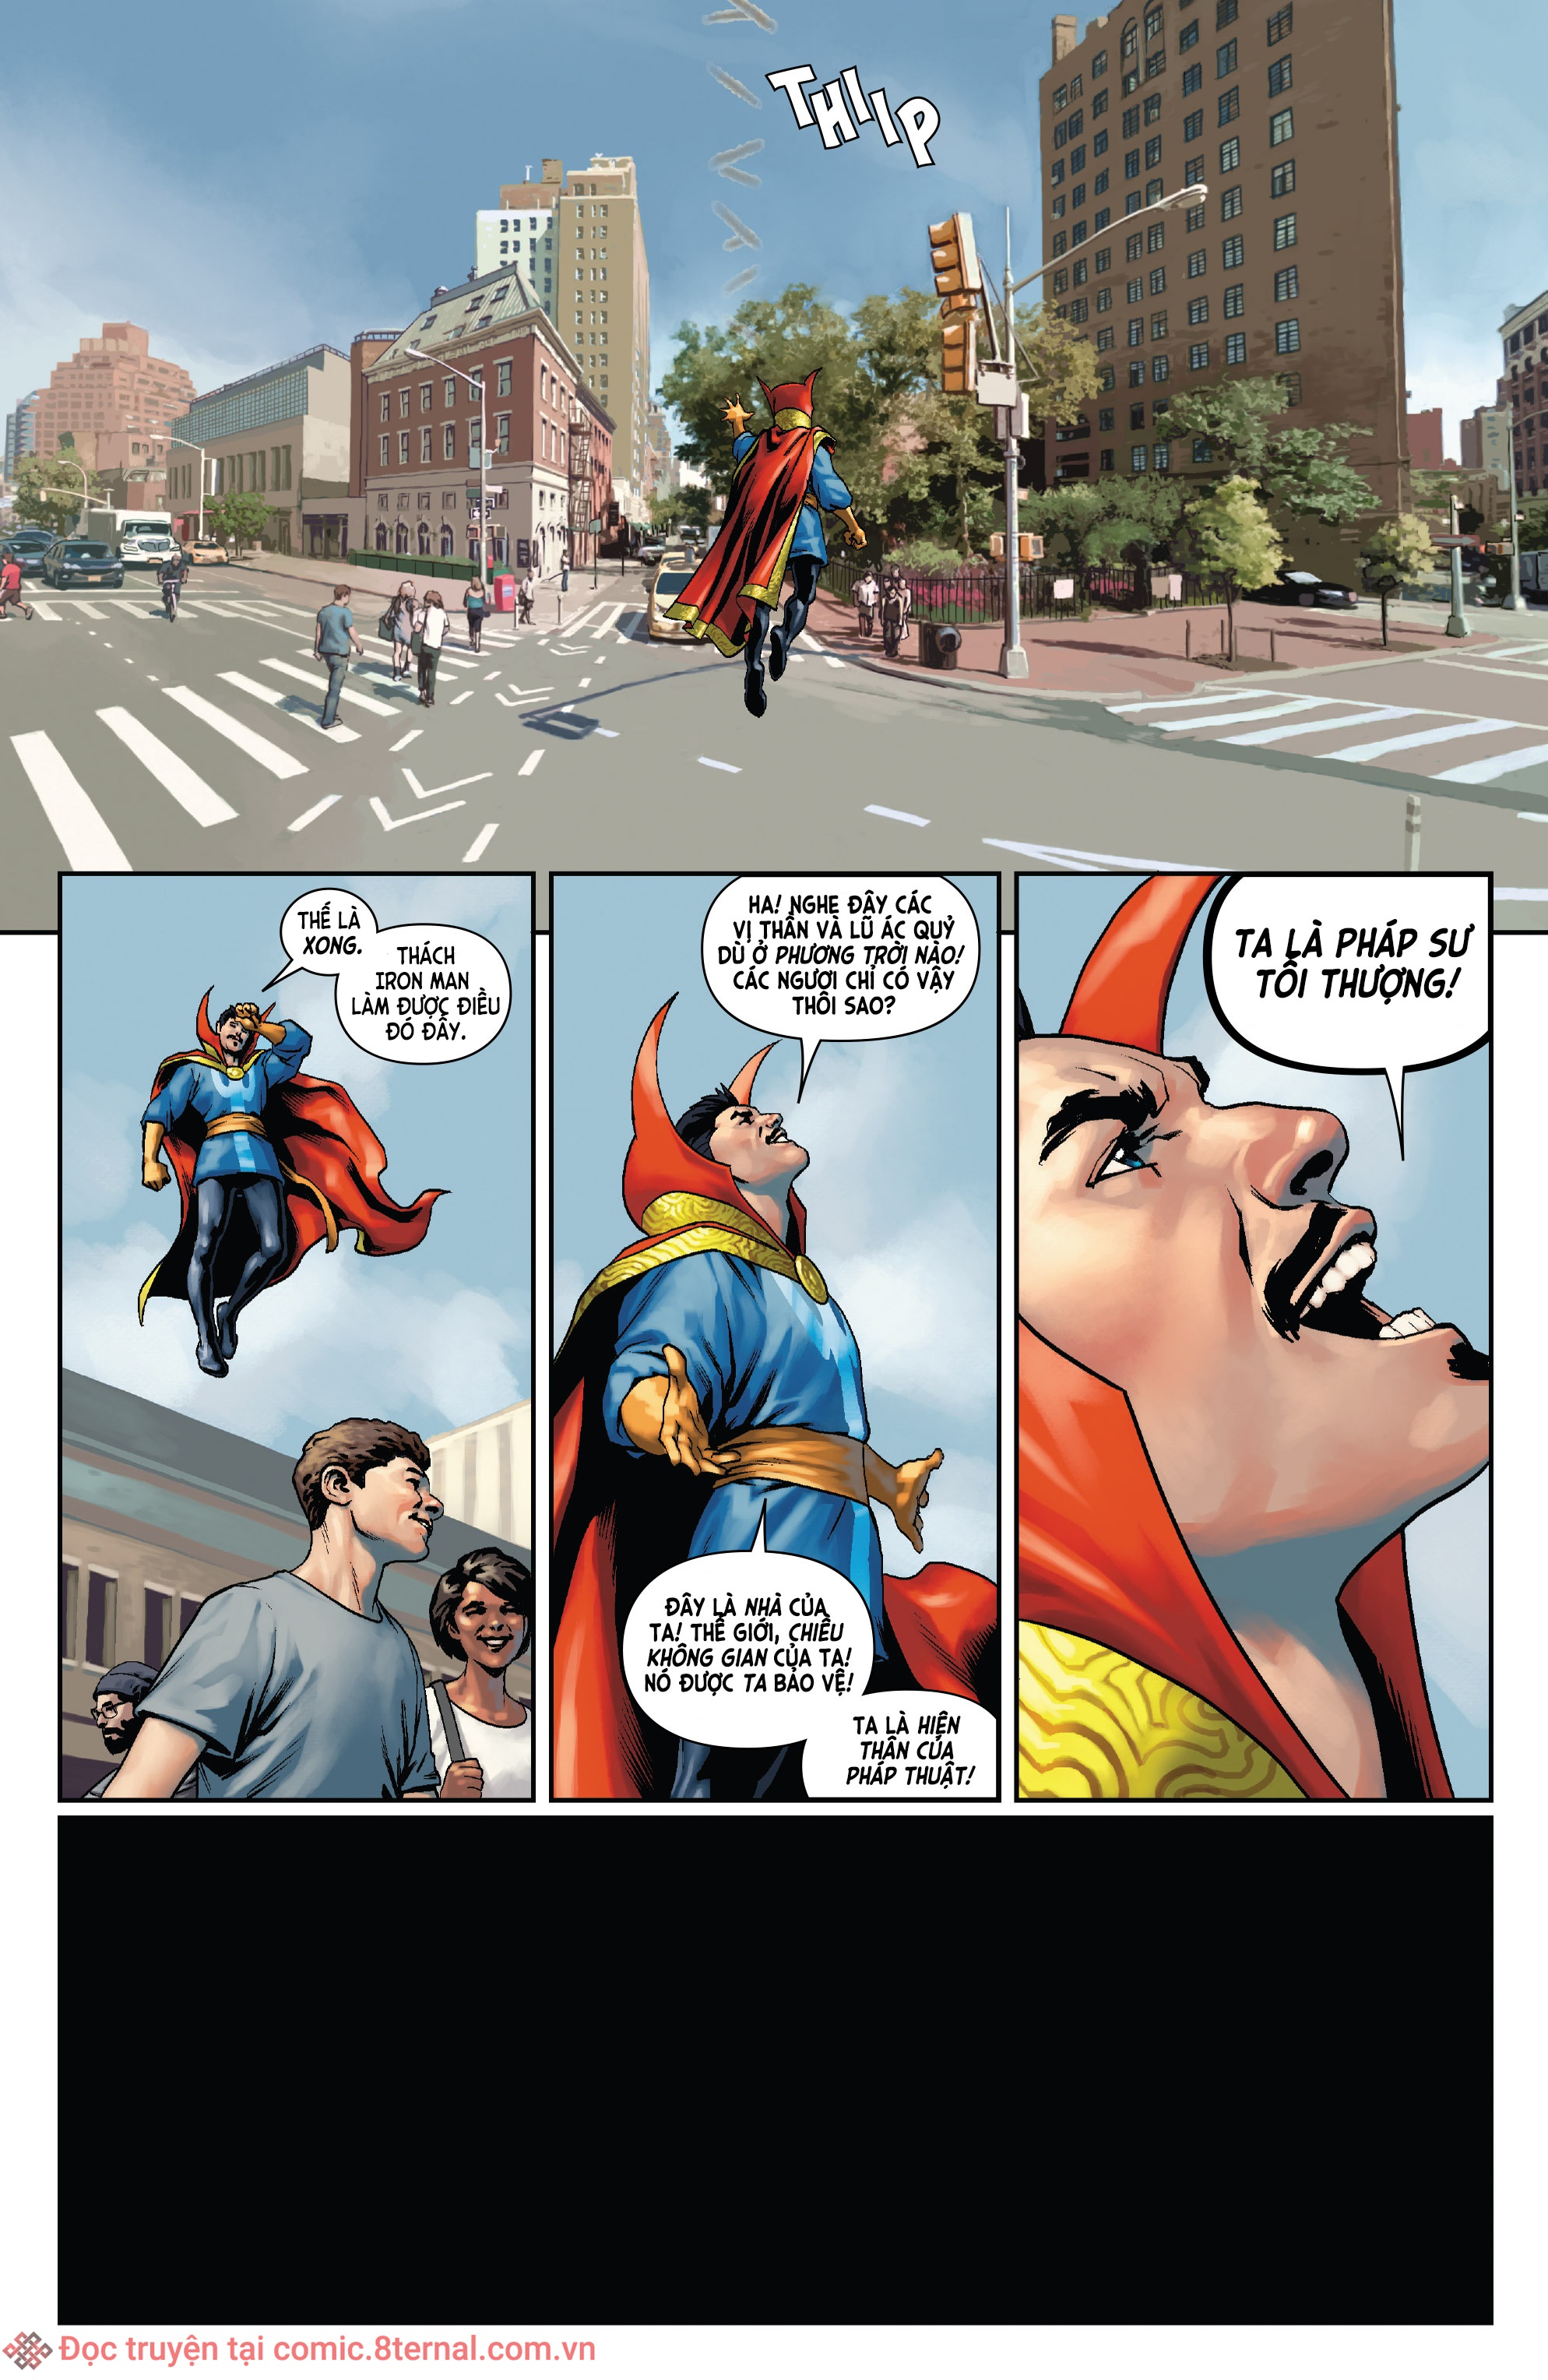 THIIP
THẾ LÀ
XONG.
THÁCH
IRON MAN
LÀM ĐƯỢC ĐIỀU
ĐÓ ĐẤY.
HA! NGHE ĐÂY CÁC
VỊ THẦN VÀ LŨ ÁC QUỶ
DÙ Ở PHƯƠNG TRỜI NÀO!
CÁC NGƯƠI CHỈ CÓ VẬY
THÔI SAO?
ĐÂY LÀ NHÀ CỦA
TA! THẾ GIỚI, CHIỀU
KHÔNG GIAN CỦA TA!
NÓ ĐƯỢC TA BẢO VỆ!
TA LÀ HIỆN
THÂN CỦA
PHÁP THUẬT!
TA LÀ PHÁP SƯ
TỐI THƯỢNG!
Đọc truyện tại comic.8ternal.com.vn